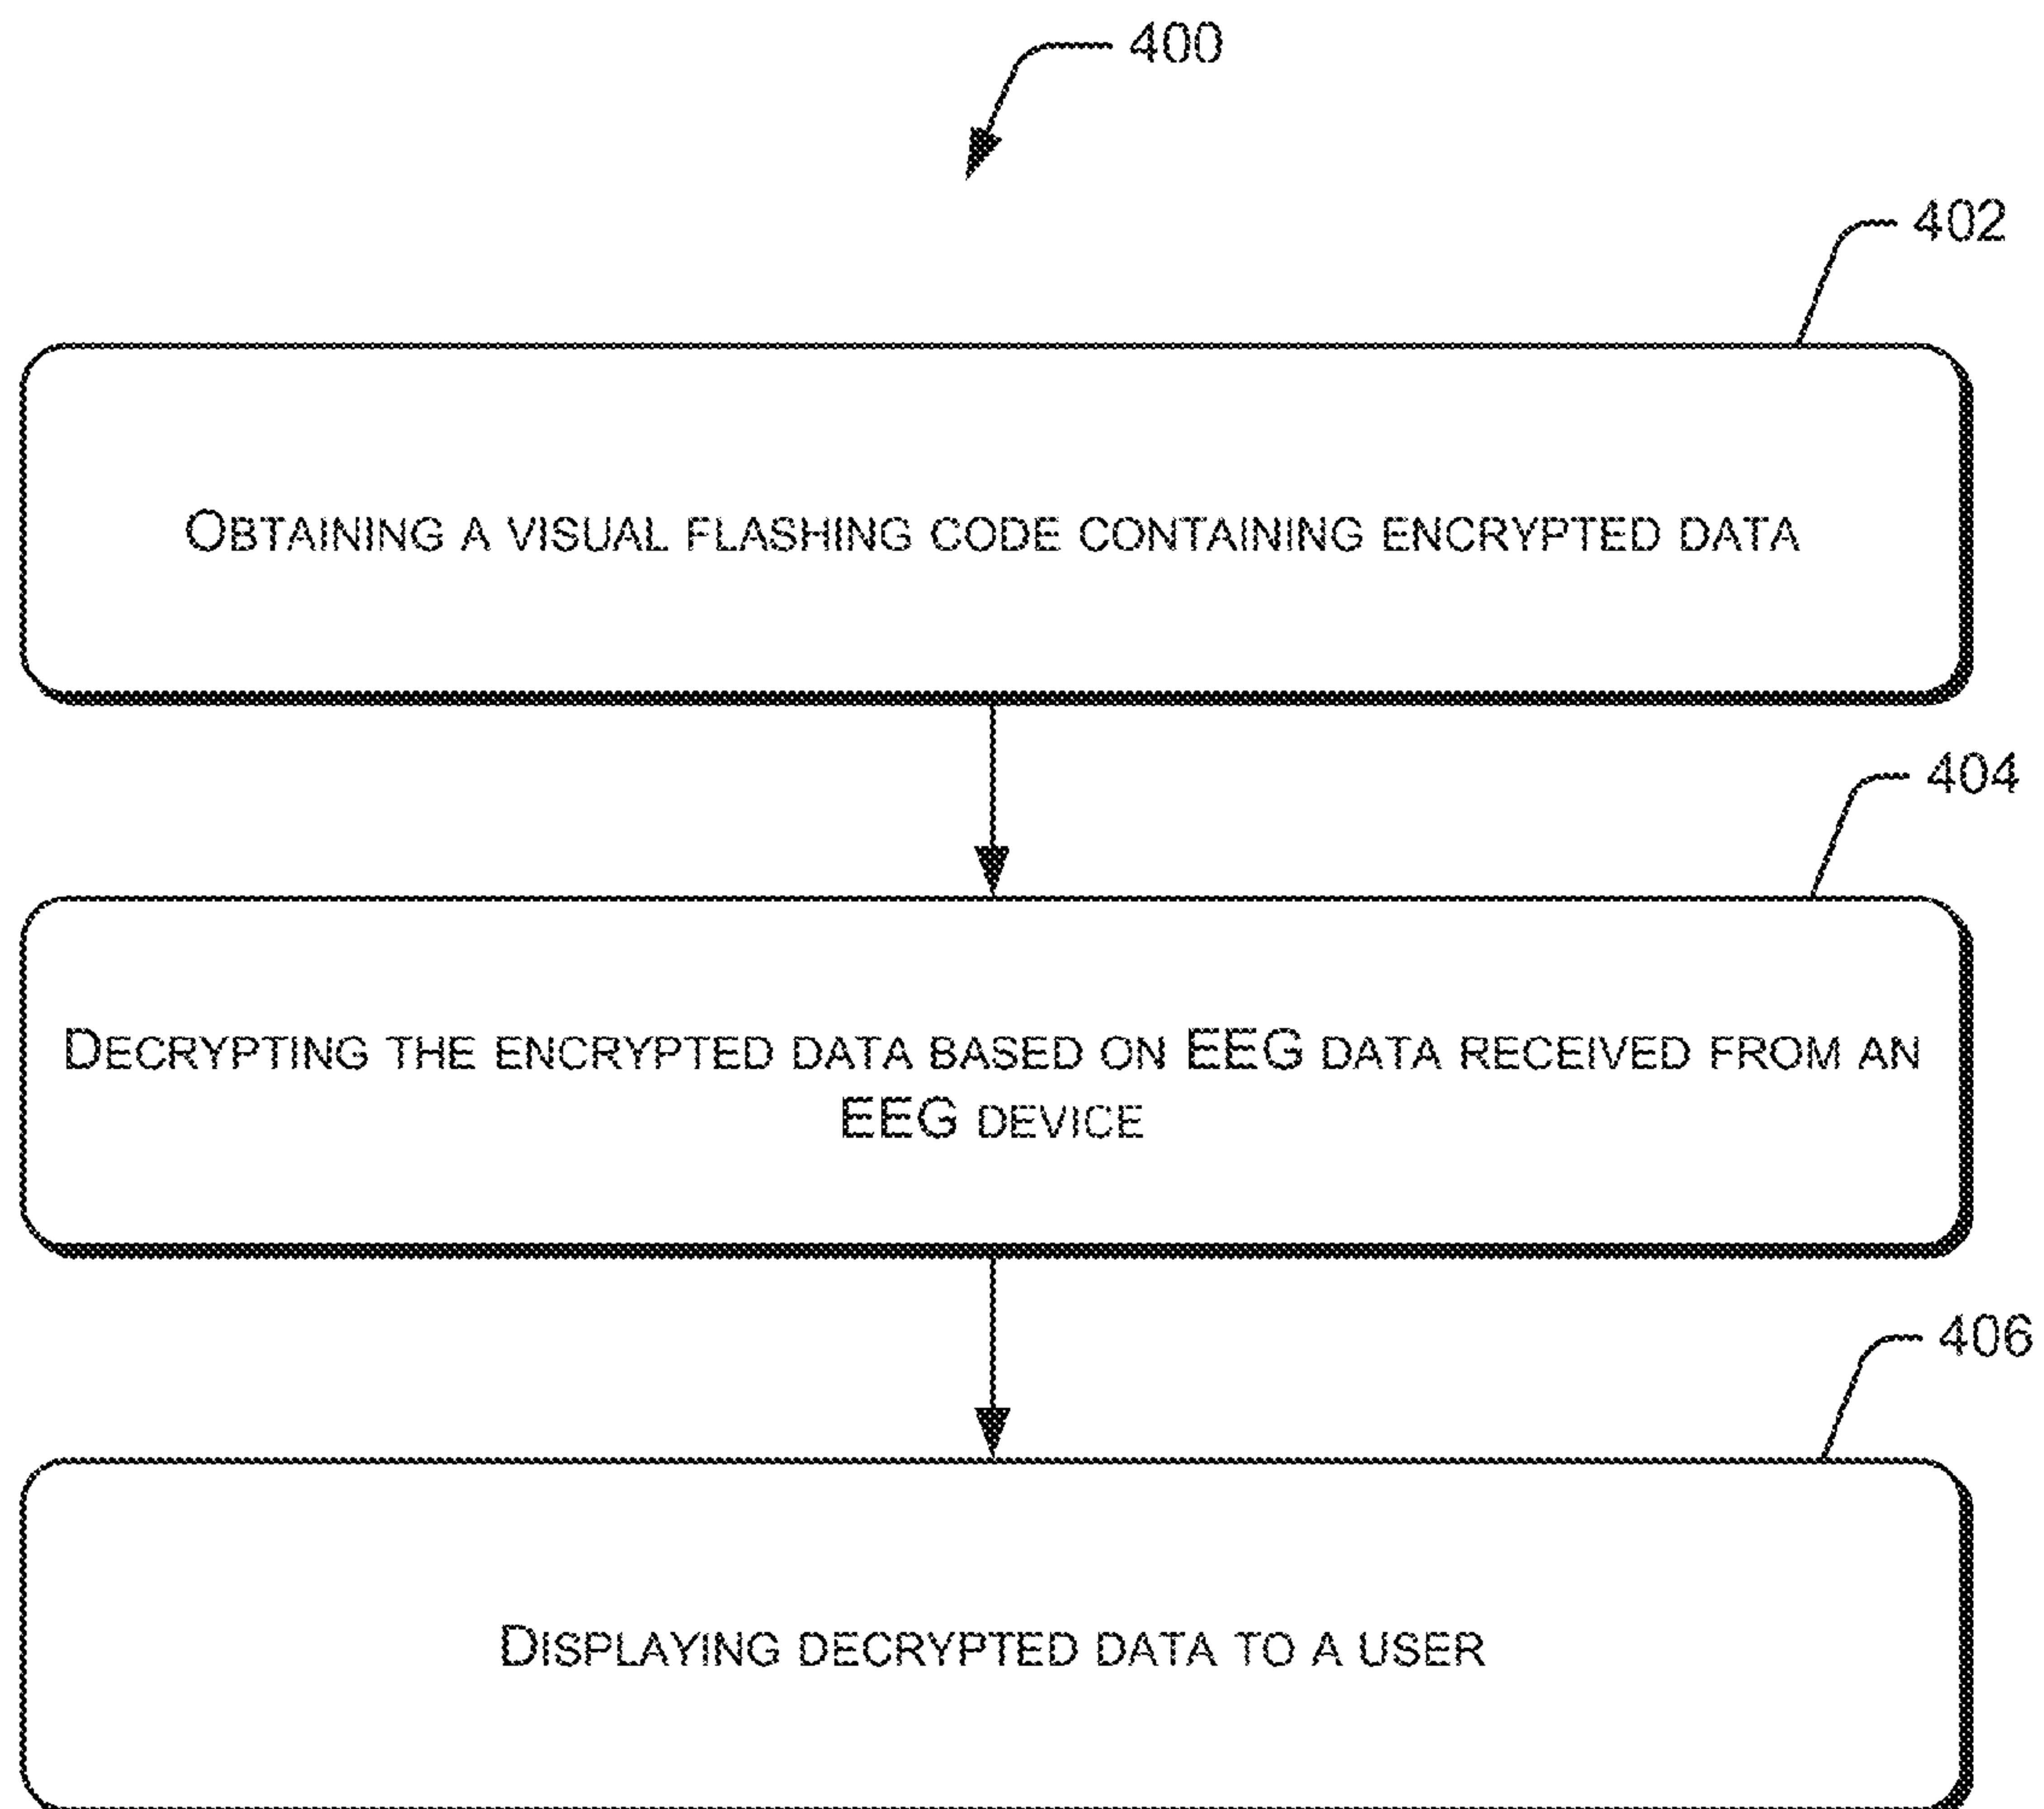 400
402
OBTAINING A VISUAL FLASHING CODE CONTAINING ENCRYPTED DATA
404
DECRYPTING THE ENCRYPTED DATA BASED ON EEG DATA RECEIVED FROM AN
EEG DEVICE
406
DISPLAYING DECRYPTED DATA TO A USER